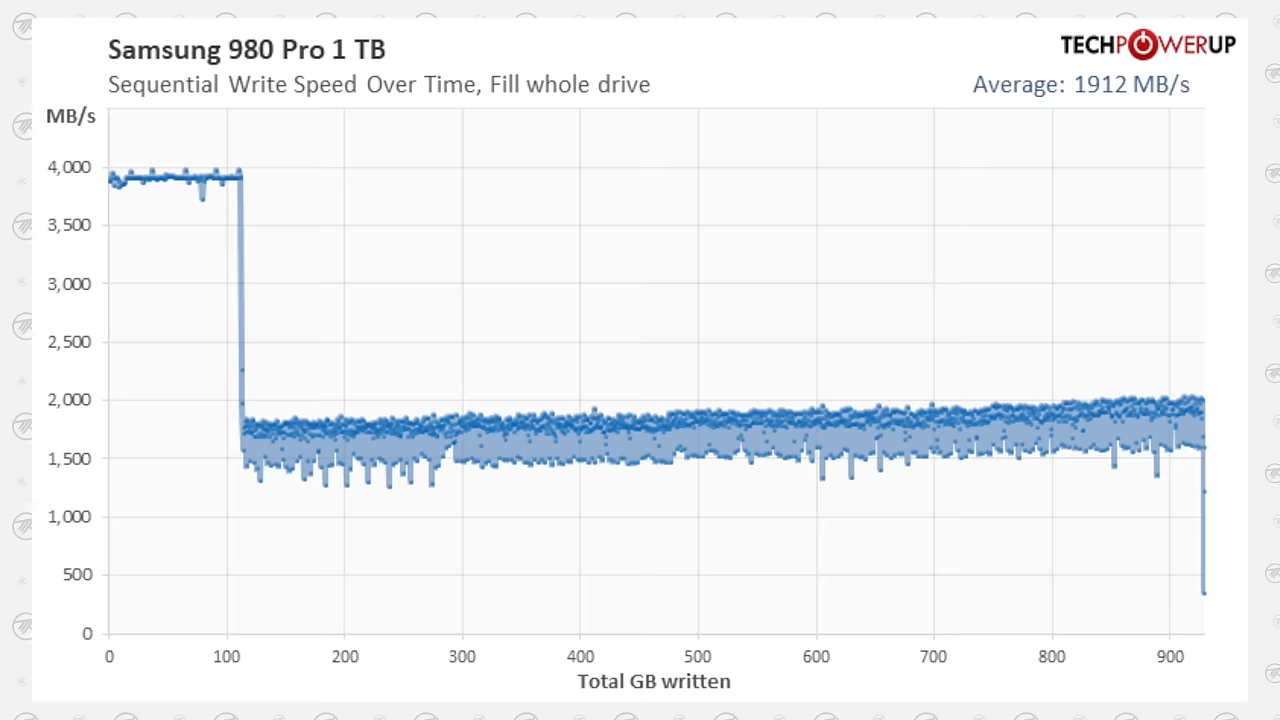 Samsung 980 Pro 1 TB
TECHPOWERUP
Sequential Write Speed Over Time, Fill whole drive
Average: 1912 MB/s
MB/s
4,000
3,500
3,000
2,500
2,000
1,500
1,000
500
0
0 100 200 300 400 500 600 700 800 900
Total GB written